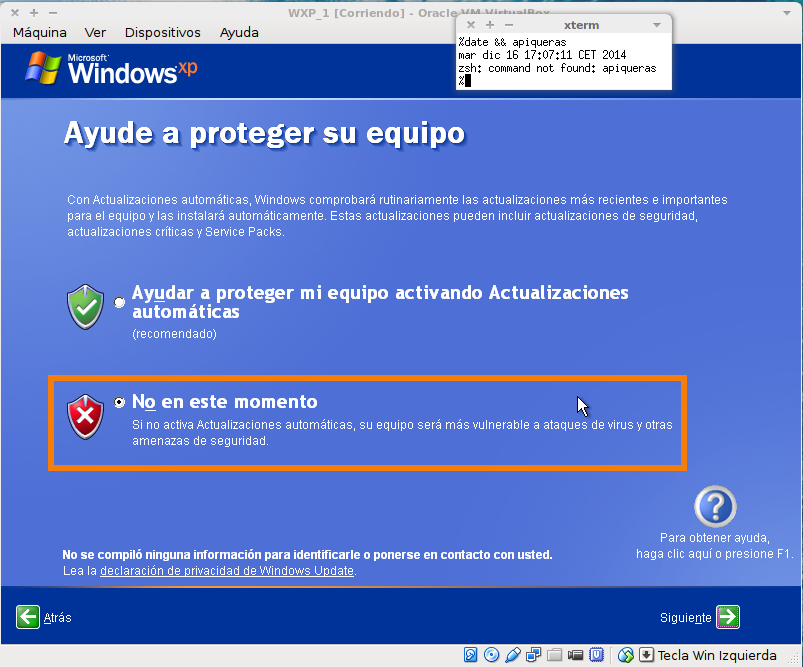 WXP_1 [Corriendo] - Oracle VM VirtualBox
Máquina Ver Dispositivos Ayuda
xterm
%date && apiqueras
mar dic 16 17:07:11 CET 2014
zsh: command not found: apiqueras
%
Microsoft
Windows xp
Ayude a proteger su equipo
Con Actualizaciones automáticas, Windows comprobará rutinariamente las actualizaciones más recientes e importantes
para el equipo y las instalará automáticamente. Estas actualizaciones pueden incluir actualizaciones de seguridad,
actualizaciones críticas y Service Packs.
Ayudar a proteger mi equipo activando Actualizaciones
automáticas
(recomendado)
No en este momento
Si no activa Actualizaciones automáticas, su equipo será más vulnerable a ataques de virus y otras
amenazas de seguridad.
Para obtener ayuda,
haga clic aquí o presione F1.
No se compiló ninguna información para identificarle o ponerse en contacto con usted.
Lea la declaración de privacidad de Windows Update.
Atrás
Siguiente
Tecla Win Izquierda